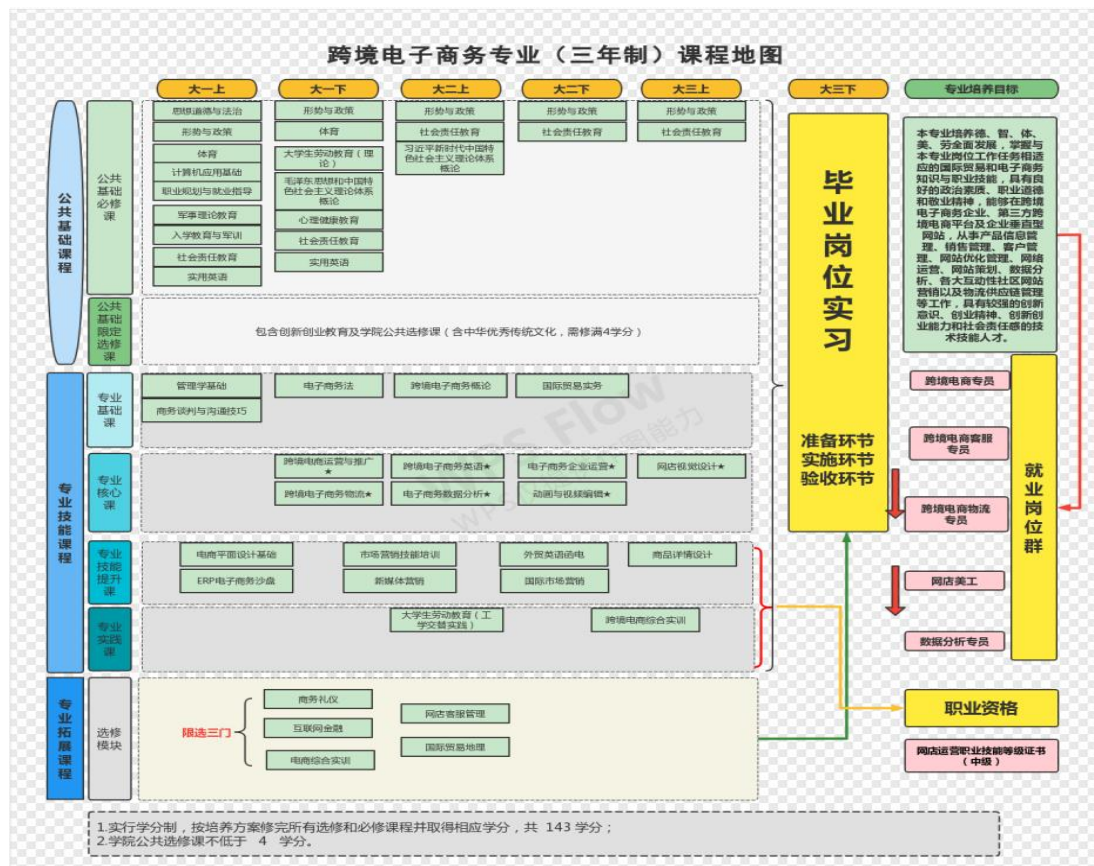 跨境电子商务专业（三年制）课程地图
大一上
大一下
大二上
大二下
大三上
大三下
专业培养目标
公共基础课程
公共
基础
必修
课
思想道德与法治
形势与政策
体育
计算机应用基础
职业规划与就业指导
军事理论教育
入学教育与军训
社会责任教育
实用英语
形势与政策
体育
大学生劳动教育（理
论）
毛泽东思想和中国特
色社会主义理论体系
概论
心理健康教育
社会责任教育
实用英语
形势与政策
社会责任教育
习近平新时代中国特
色社会主义理论体系
概论
形势与政策
社会责任教育
形势与政策
社会责任教育
公共
基础
限定
选修
课
包含创新创业教育及学院公共选修课（含中华优秀传统文化，需修满4学分）
专业技能课程
专业
基础
课
管理学基础
商务谈判与沟通技巧
电子商务法
跨境电子商务概论
国际贸易实务
专业
核心
课
跨境电商运营与推广
★
跨境电子商务物流★
跨境电子商务英语★
电子商务数据分析★
电子商务企业运营★
动画与视频编辑★
网店视觉设计★
专业
技能
提升
课
电商平面设计基础
ERP电子商务沙盘
市场营销技能培训
新媒体营销
外贸英语函电
国际市场营销
商品详情设计
专业
实践
课
大学生劳动教育（工
学交替实践）
跨境电商综合实训
专业拓展课程
选修
模块
限选三门
商务礼仪
互联网金融
电商综合实训
网店客服管理
国际贸易地理
毕业岗位实习
准备环节
实施环节
验收环节
本专业培养德、智、体、
美、劳全面发展，掌握与
本专业岗位工作任务相适
应的国际贸易和电子商务
知识与职业技能，具有良
好的政治素质、职业道德
和敬业精神，能够在跨境
电子商务企业、第三方跨
境电商平台及企业垂直型
网站，从事产品信息管
理、销售管理、客户管
理、网站优化管理、网络
运营、网站策划、数据分
析、各大互动性社区网站
营销以及物流供应链管理
等工作，具有较强的创新
意识、创业精神、创新创
业能力和社会责任感的技
术技能人才。
跨境电商专员
跨境电商客服
专员
跨境电商物流
专员
网店美工
数据分析专员
就业岗位群
职业资格
网店运营职业技能等级证书
（中级）
1.实行学分制，按培养方案修完所有选修和必修课程并取得相应学分，共 143 学分；
2.学院公共选修课不低于 4 学分。
WPS Flow